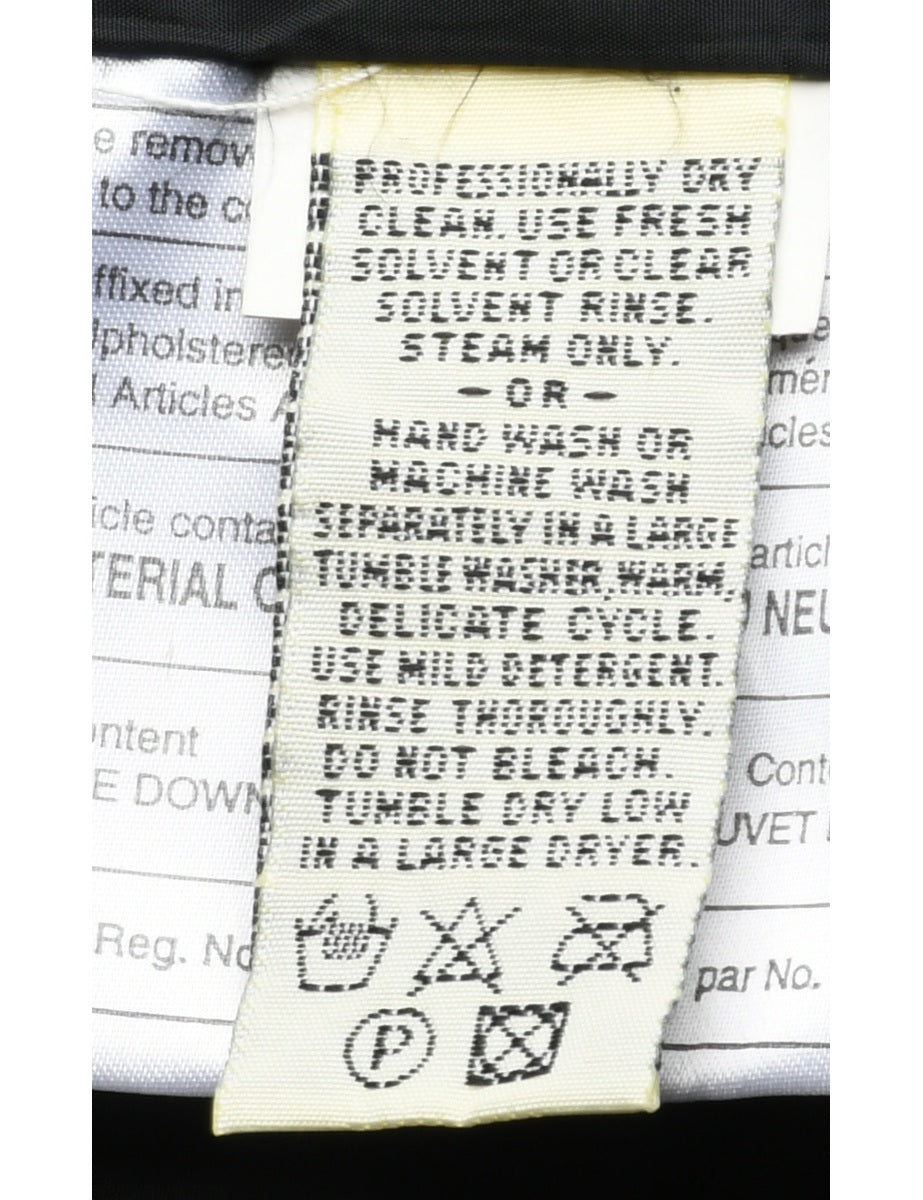 PROFESSIONALLY DRY
CLEAN. USE FRESH
SOLVENT OR CLEAR
SOLVENT RINSE.
STEAM ONLY.
– OR –
HAND WASH OR
MACHINE WASH
SEPARATELY IN A LARGE
TUMBLE WASHER, WARM,
DELICATE CYCLE.
USE MILD DETERGENT.
RINSE THOROUGHLY.
DO NOT BLEACH.
TUMBLE DRY LOW
IN A LARGE DRYER.
P
e remov
to the c
ffixed in
Upholstere
Articles A
icle conta
TERIAL
ontent
E DOWN
Reg. No
cles
articl
NEU
Cont
UVET
par No.